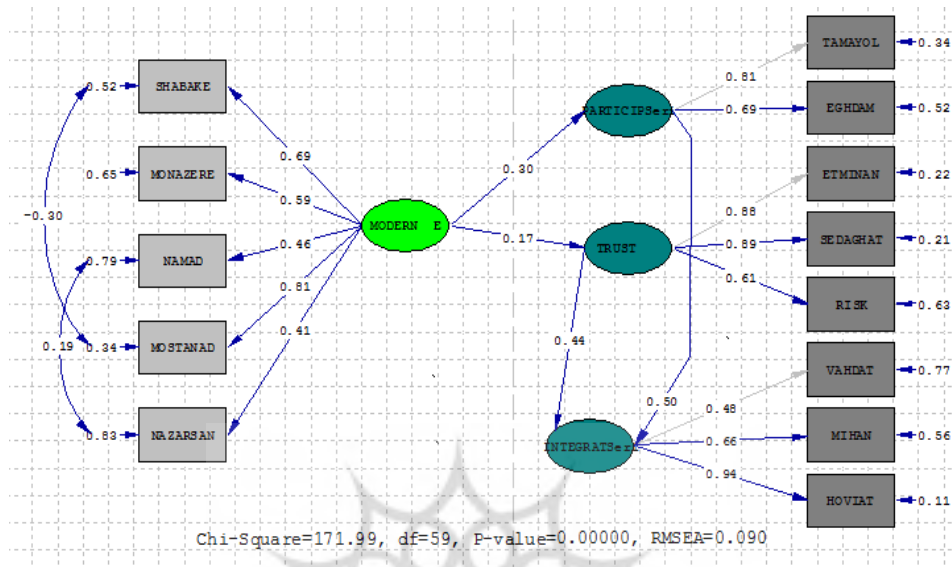 TAMAYOL 0.34
0.81
0.52 SHABAKE
PARTICIPSer
0.69 EGHDAM 0.52
0.69
0.30
ETMINAN 0.22
0.65 MONAZERE
0.59
0.88
-0.30
MODERN E
0.46
0.17
TRUST
0.89 SEDAGHAT 0.21
0.79 NAMAD
0.61
0.81
RISK 0.63
0.41
0.44
0.19 0.34 MOSTANAD
VAHDAT 0.77
0.50 0.48
0.83 NAZARSAN
INTEGRATSer
0.66 MIHAN 0.56
0.94
HOVIAT 0.11
Chi-Square=171.99, df=59, P-value=0.00000, RMSEA=0.090